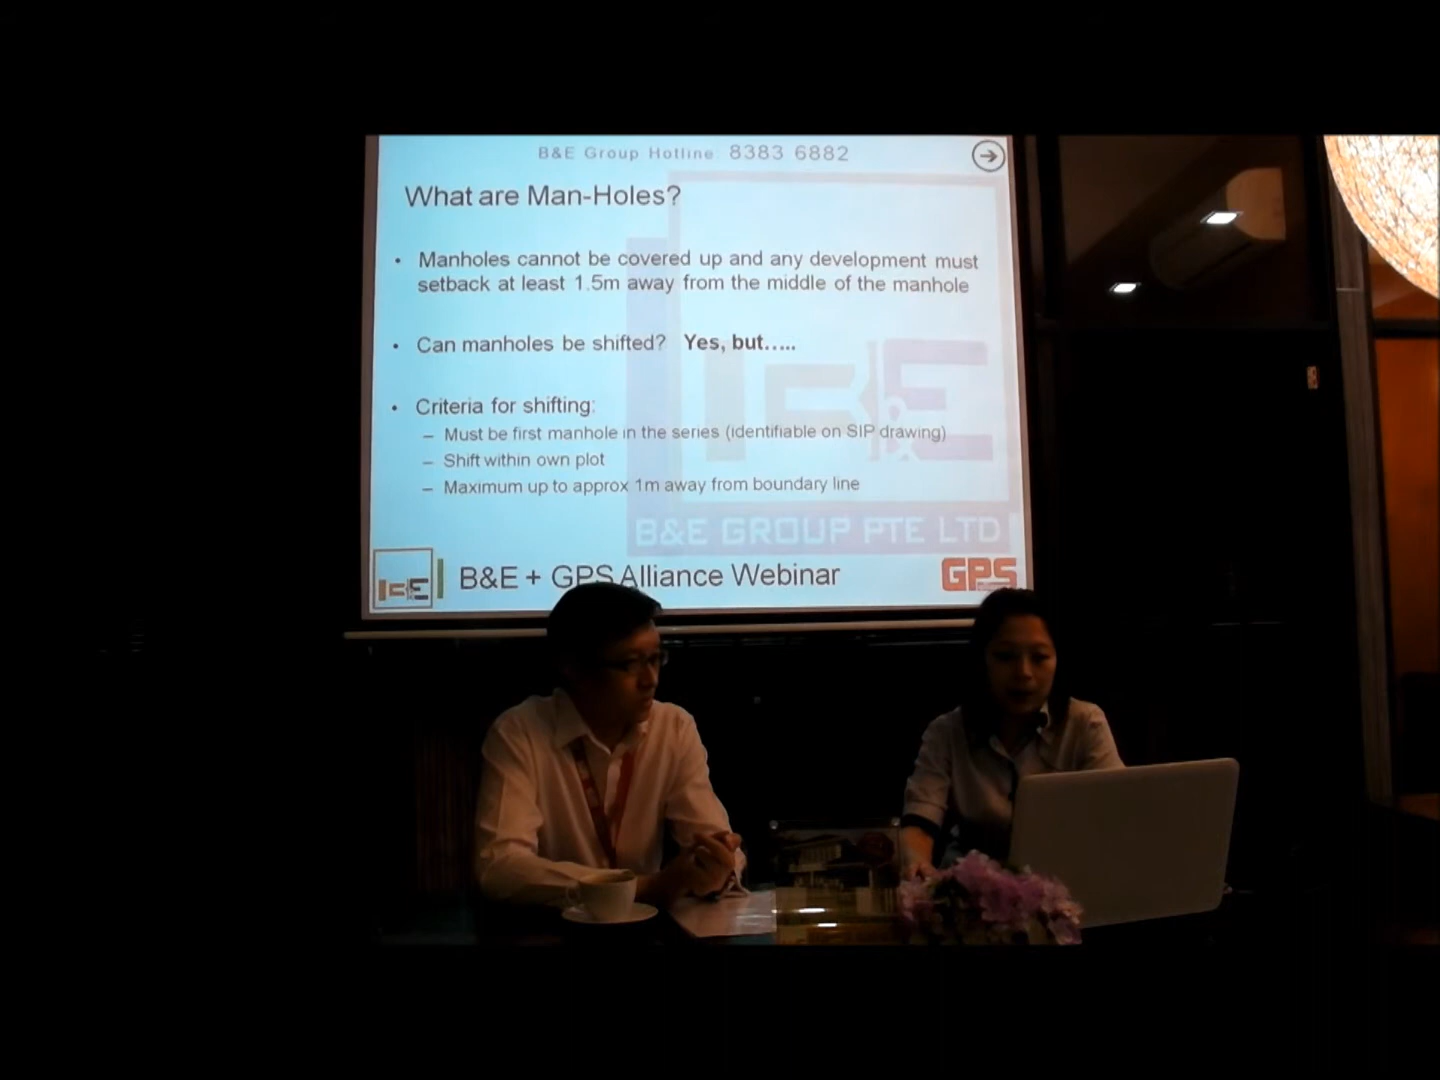 B&E Group Hotline: 8383 6882
What are Man-Holes?
• Manholes cannot be covered up and any development must
setback at least 1.5m away from the middle of the manhole
• Can manholes be shifted? Yes, but.....
• Criteria for shifting:
– Must be first manhole in the series (identifiable on SIP drawing)
– Shift within own plot
– Maximum up to approx 1m away from boundary line
B&E
B&E GROUP PTE LTD
B&E
B&E + GPS Alliance Webinar
GPS